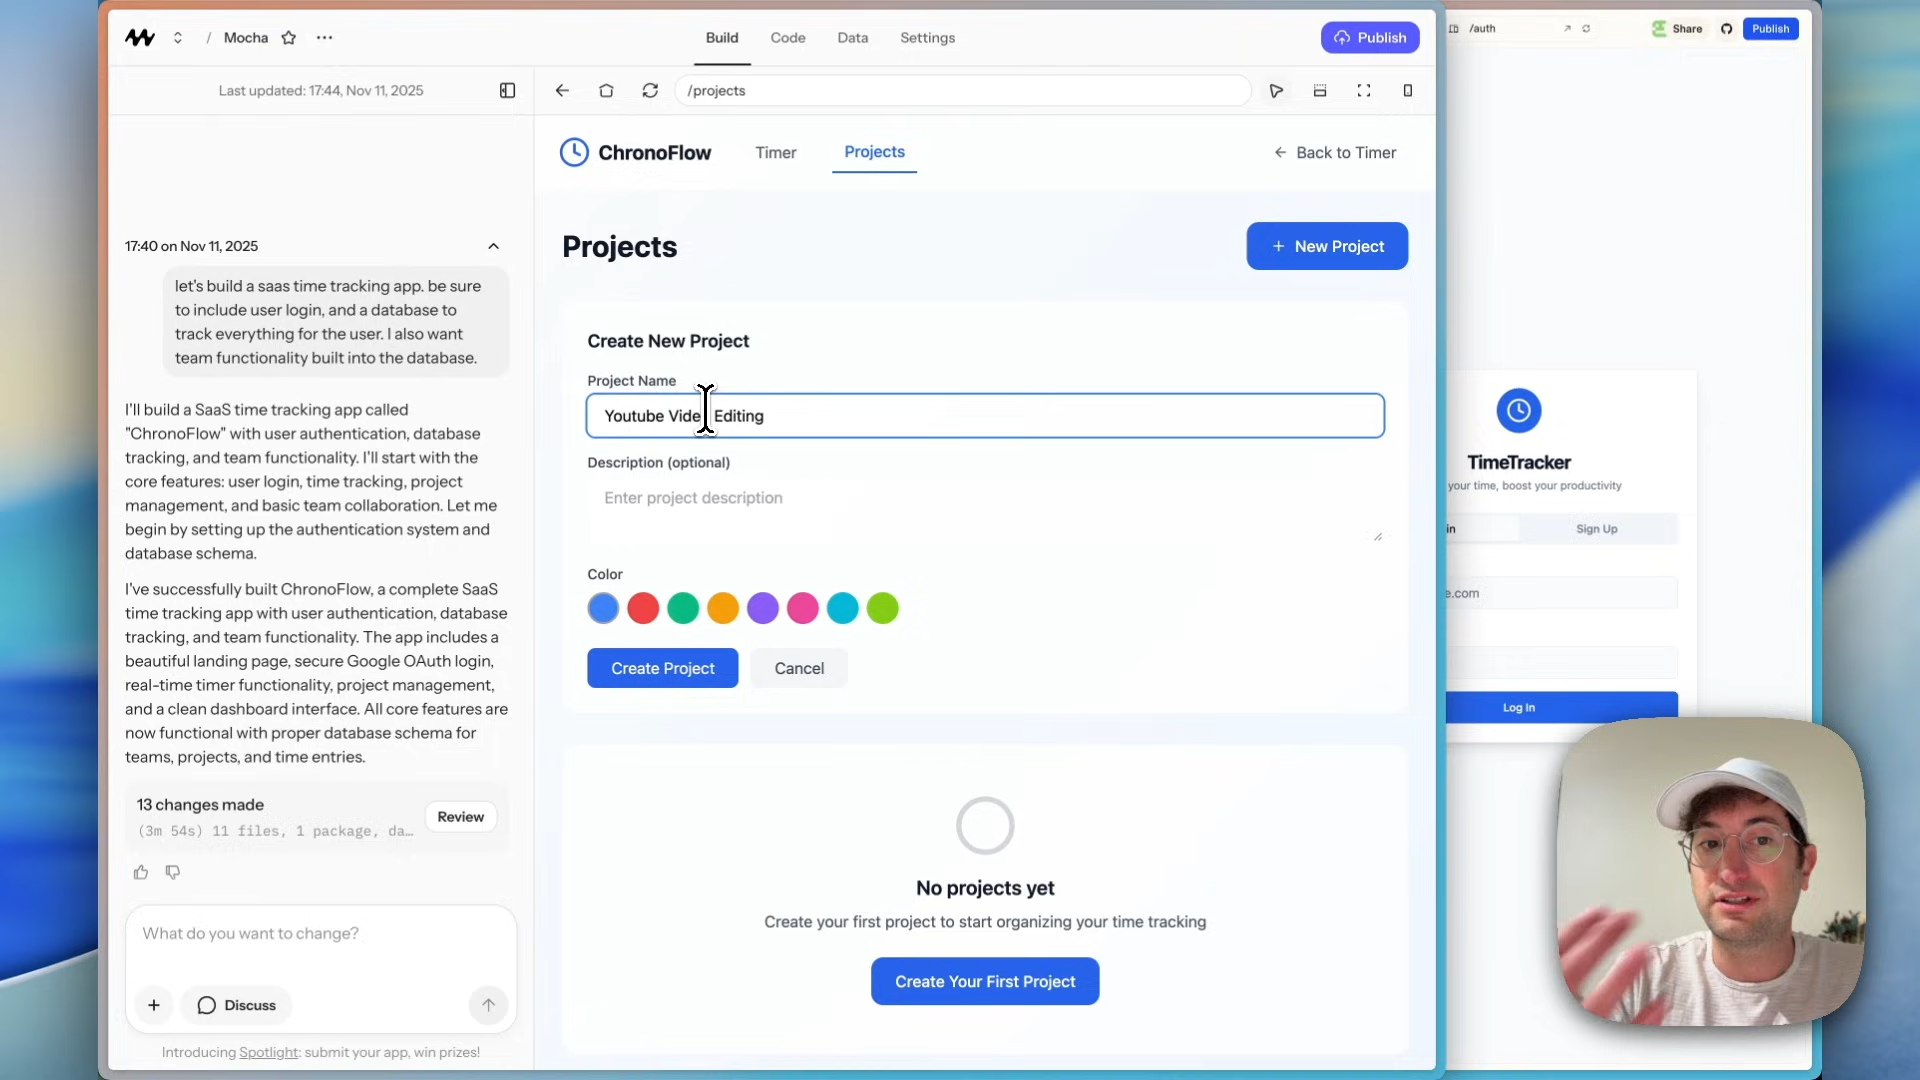 / Mocha
Build
Code
Data
Settings
Publish
Last updated: 17:44, Nov 11, 2025
/projects
ChronoFlow
Timer
Projects
Back to Timer
Projects
New Project
Create New Project
Project Name
Youtube Vide Editing
Description (optional)
Enter project description
Color
Create Project
Cancel
No projects yet
Create your first project to start organizing your time tracking
Create Your First Project
17:40 on Nov 11, 2025
let's build a saas time tracking app. be sure
to include user login, and a database to
track everything for the user. I also want
team functionality built into the database.
I'll build a SaaS time tracking app called
"ChronoFlow" with user authentication, database
tracking, and team functionality. I'll start with the
core features: user login, time tracking, project
management, and basic team collaboration. Let me
begin by setting up the authentication system and
database schema.
I've successfully built ChronoFlow, a complete SaaS
time tracking app with user authentication, database
tracking, and team functionality. The app includes a
beautiful landing page, secure Google OAuth login,
real-time timer functionality, project management,
and a clean dashboard interface. All core features are
now functional with proper database schema for
teams, projects, and time entries.
13 changes made
(3m 54s) 11 files, 1 package, da…
Review
What do you want to change?
Discuss
Introducing Spotlight: submit your app, win prizes!
/auth
Share
Publish
TimeTracker
your time, boost your productivity
in
Sign Up
e.com
Log In